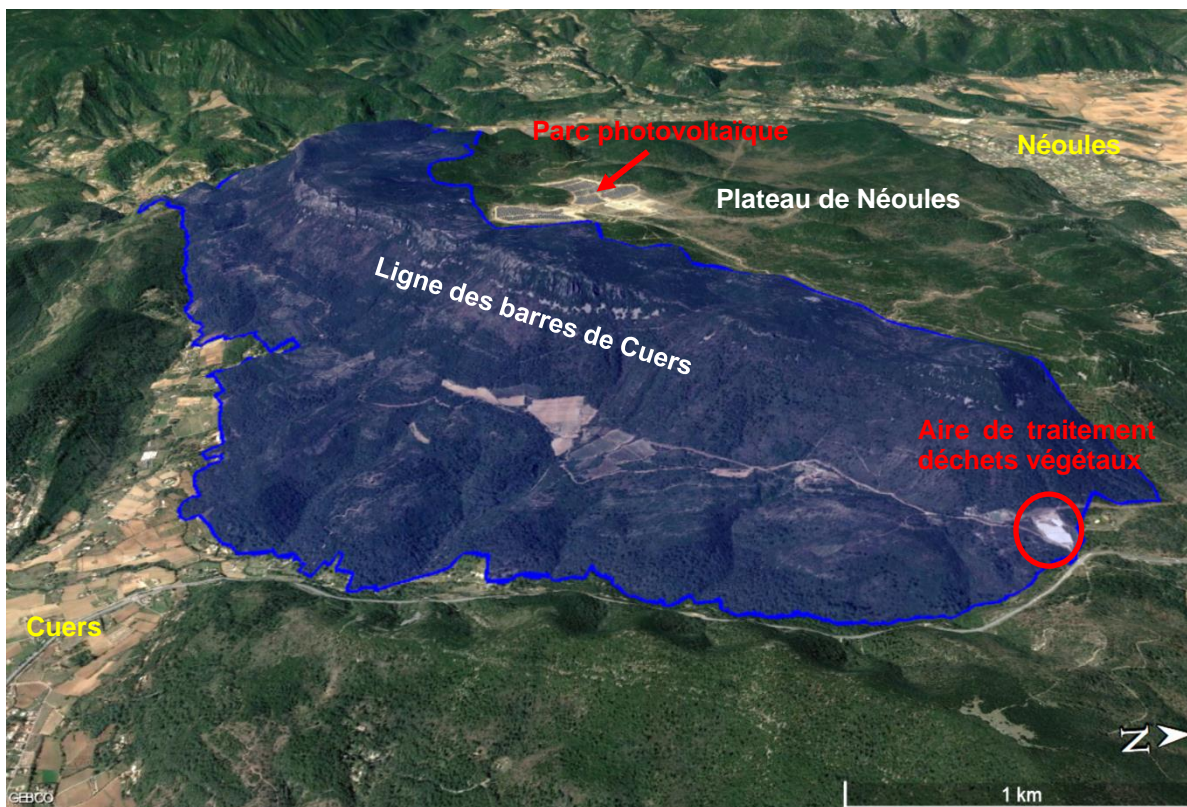 Parc photovoltaïque
Néoules
Plateau de Néoules
Ligne des barres de Cuers
Aire de traitement
déchets végétaux
Cuers
N
GEBCO
1 km